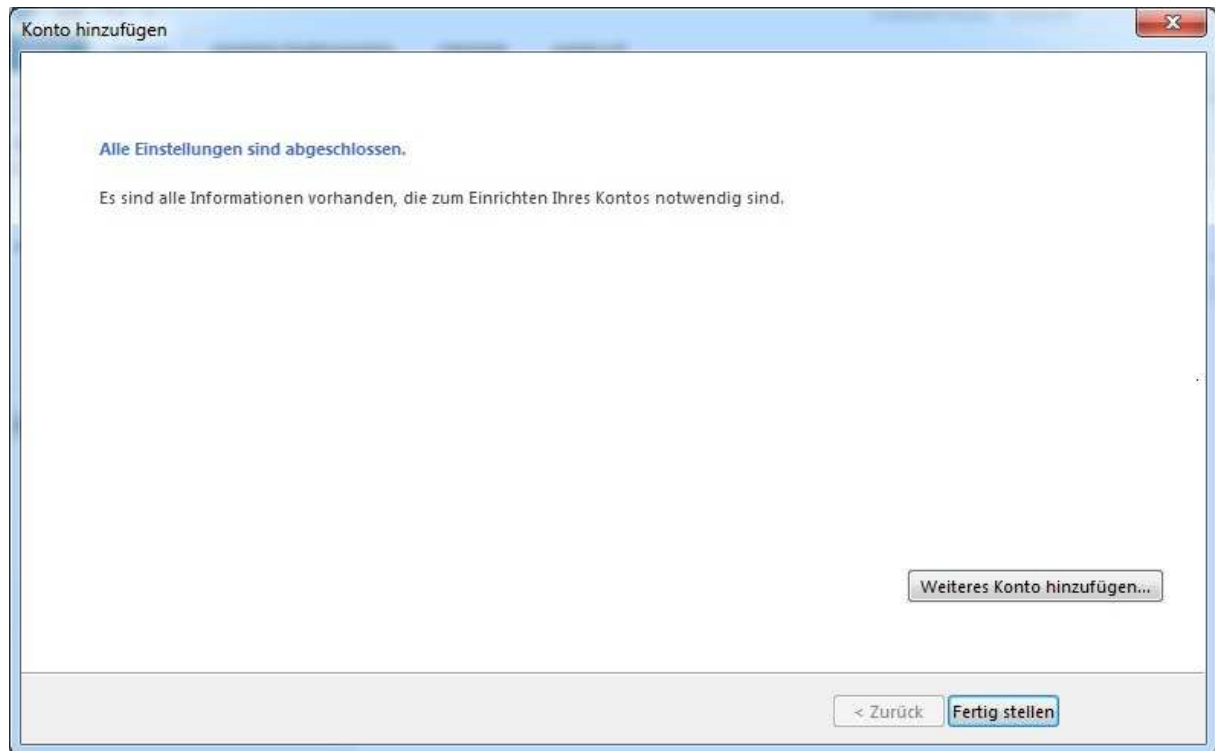 Konto hinzufügen
Alle Einstellungen sind abgeschlossen.
Es sind alle Informationen vorhanden, die zum Einrichten Ihres Kontos notwendig sind.
Weiteres Konto hinzufügen...
< Zurück
Fertig stellen